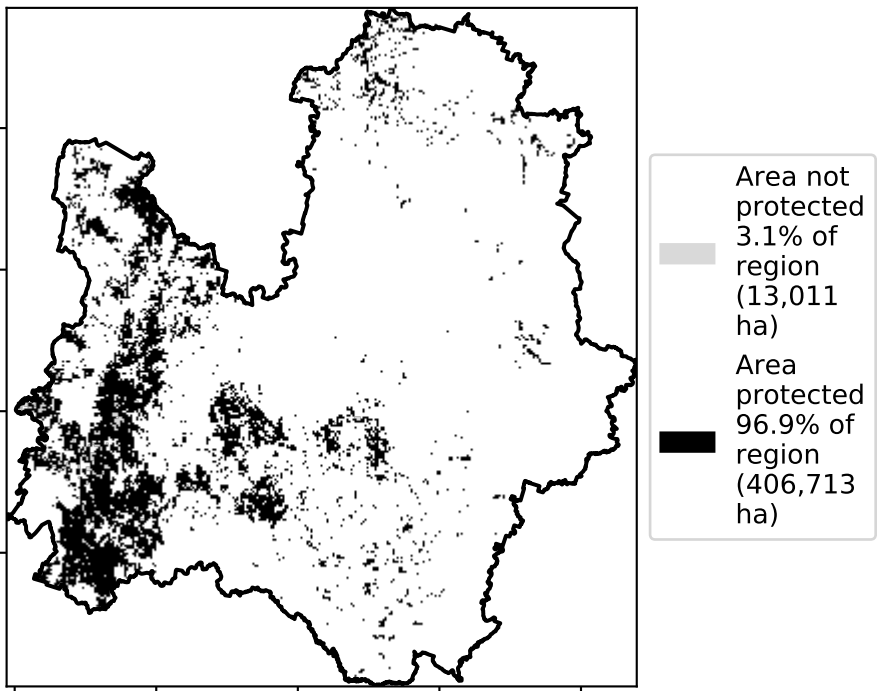 Area not
protected
3.1% of
region
(13,011
ha)
Area
protected
96.9% of
region
(406,713
ha)